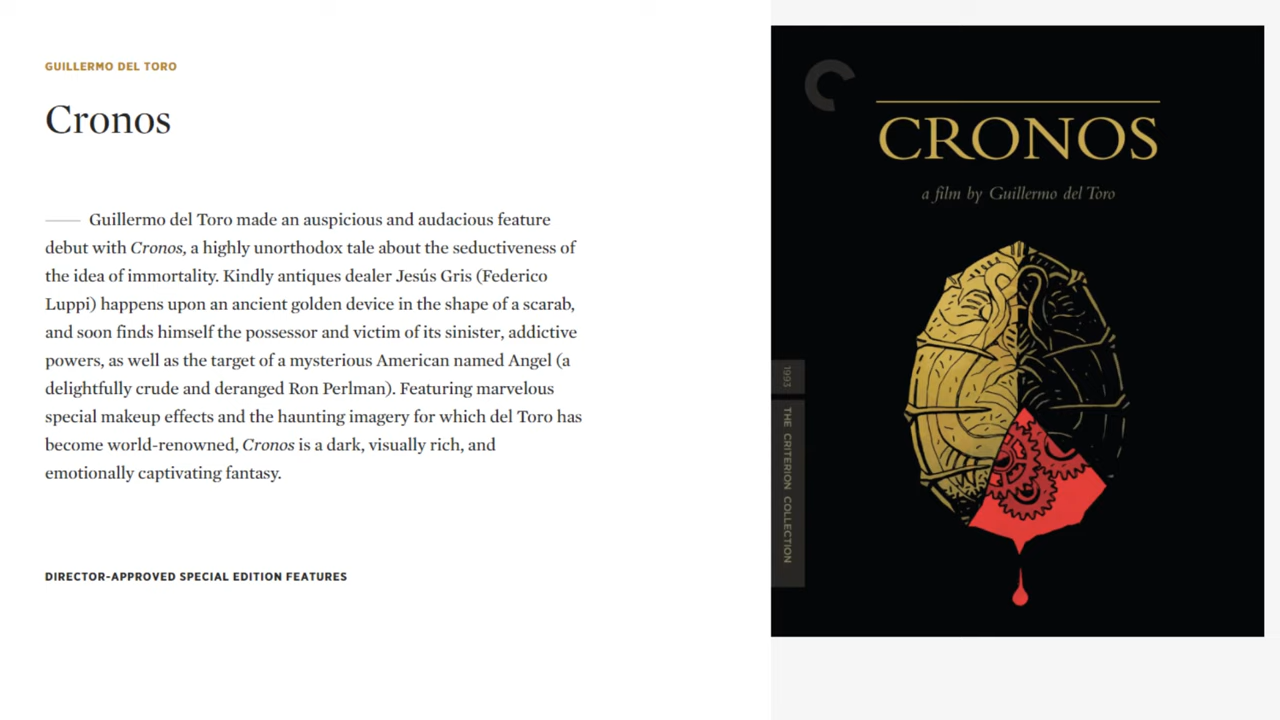 GUILLERMO DEL TORO
Cronos
Guillermo del Toro made an auspicious and audacious feature
debut with Cronos, a highly unorthodox tale about the seductiveness of
the idea of immortality. Kindly antiques dealer Jesús Gris (Federico
Luppi) happens upon an ancient golden device in the shape of a scarab,
and soon finds himself the possessor and victim of its sinister, addictive
powers, as well as the target of a mysterious American named Angel (a
delightfully crude and deranged Ron Perlman). Featuring marvelous
special makeup effects and the haunting imagery for which del Toro has
become world-renowned, Cronos is a dark, visually rich, and
emotionally captivating fantasy.
DIRECTOR-APPROVED SPECIAL EDITION FEATURES
CRONOS
a film by Guillermo del Toro
1993
THE CRITERION COLLECTION